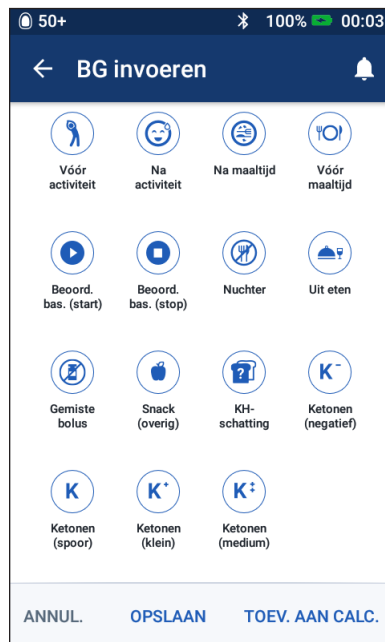 50+ 100% 00:03
BG invoeren
Vóór
activiteit
Na
activiteit
Na maaltijd
Vóór
maaltijd
Beoord.
bas. (start)
Beoord.
bas. (stop)
Nuchter
Uit eten
?
K-
Gemiste
bolus
Snack
(overig)
KH-
schatting
Ketonen
(negatief)
K
K+
K‡
Ketonen
(spoor)
Ketonen
(klein)
Ketonen
(medium)
ANNUL. OPSLAAN TOEV. AAN CALC.